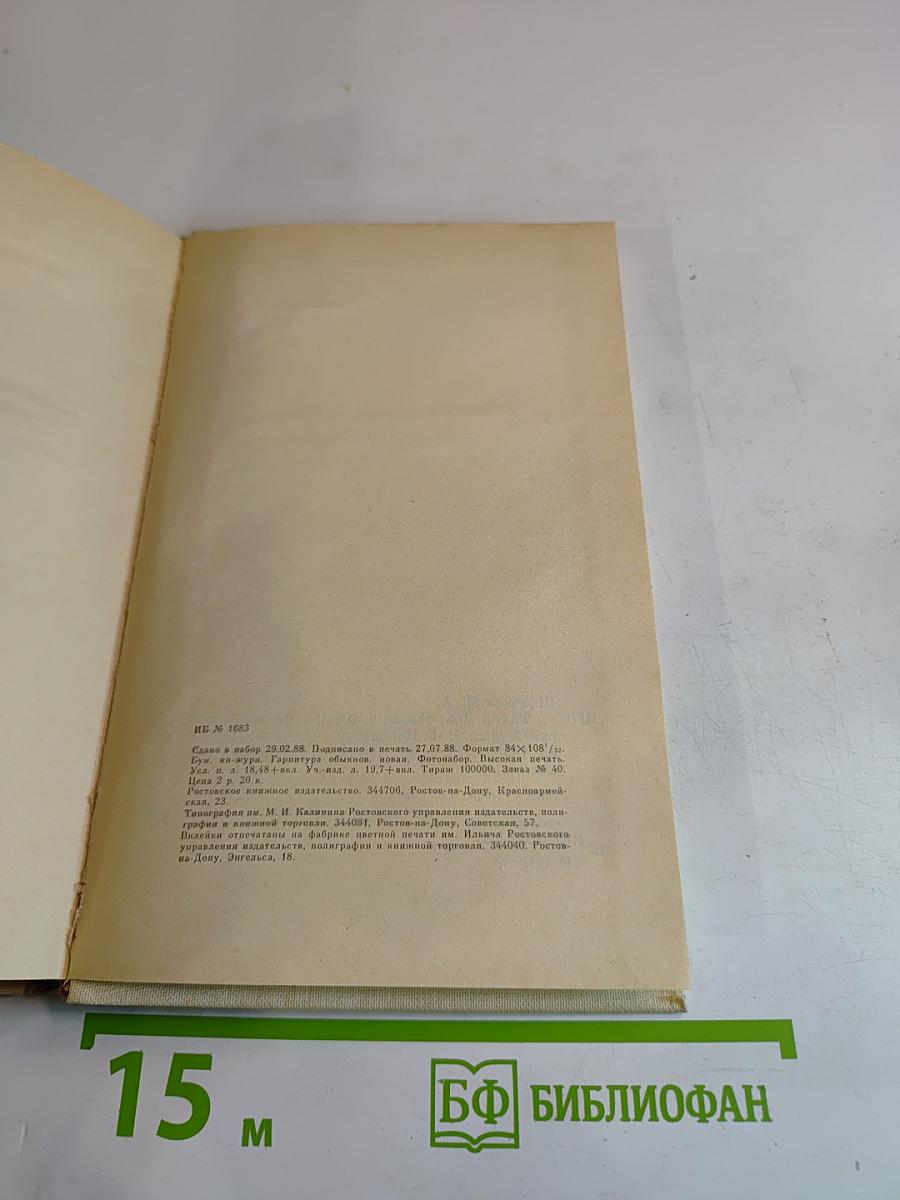 ИБ № 1683
Сдано в набор 29.02.88. Подписано в печать 27.07.88. Формат 84×108¹/₃₂.
Бум. кн-журн. Гарнитура обыкнов. новая. Фотонабор. Высокая печать.
Усл. п. л. 18,48+вкл. Уч.-изд. л. 19,7+вкл. Тираж 100000. Заказ № 40.
Цена 2 р. 20 к.
Ростовское книжное издательство. 344706, Ростов-на-Дону, Красноармей-
ская, 23.
Типография им. М. И. Калинина Ростовского управления издательств, поли-
графии и книжной торговли. 344081, Ростов-на-Дону, Советская, 57.
Вклейки отпечатаны на фабрике цветной печати им. Ильича Ростовского
управления издательств, полиграфии и книжной торговли. 344040. Ростов-
на-Дону, Энгельса, 18.
15 м
БФ БИБЛИОФАН